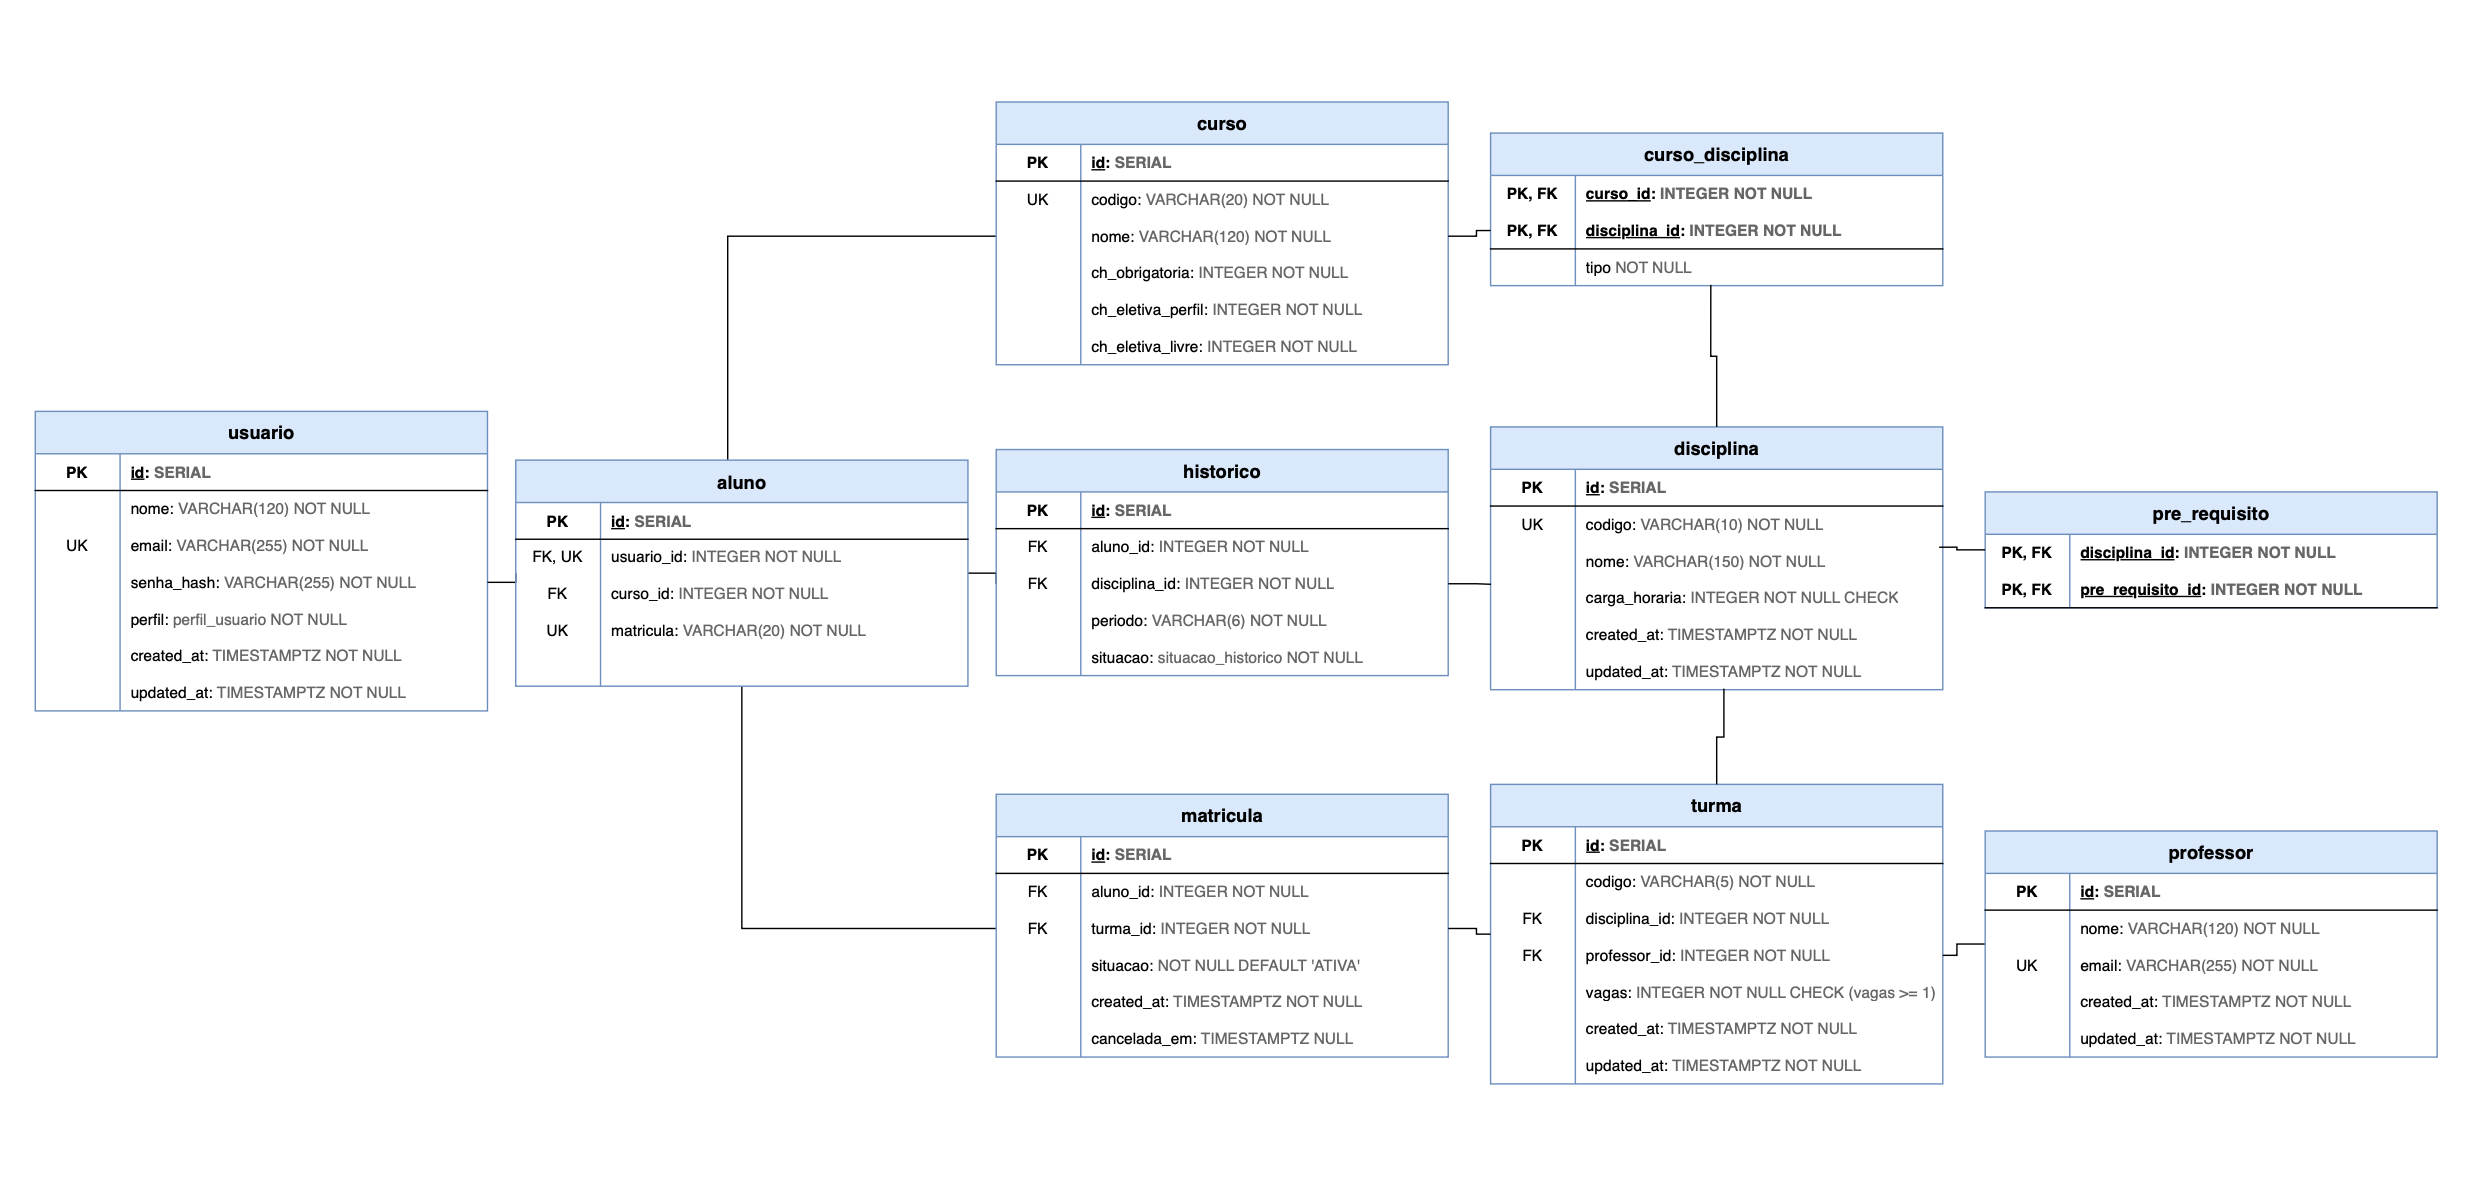 curso
PK id: SERIAL
UK codigo: VARCHAR(20) NOT NULL
nome: VARCHAR(120) NOT NULL
ch_obrigatoria: INTEGER NOT NULL
ch_eletiva_perfil: INTEGER NOT NULL
ch_eletiva_livre: INTEGER NOT NULL
curso_disciplina
PK, FK curso_id: INTEGER NOT NULL
PK, FK disciplina_id: INTEGER NOT NULL
tipo NOT NULL
usuario
PK id: SERIAL
nome: VARCHAR(120) NOT NULL
UK email: VARCHAR(255) NOT NULL
senha_hash: VARCHAR(255) NOT NULL
perfil: perfil_usuario NOT NULL
created_at: TIMESTAMPTZ NOT NULL
updated_at: TIMESTAMPTZ NOT NULL
aluno
PK id: SERIAL
FK, UK usuario_id: INTEGER NOT NULL
FK curso_id: INTEGER NOT NULL
UK matricula: VARCHAR(20) NOT NULL
historico
PK id: SERIAL
FK aluno_id: INTEGER NOT NULL
FK disciplina_id: INTEGER NOT NULL
periodo: VARCHAR(6) NOT NULL
situacao: situacao_historico NOT NULL
disciplina
PK id: SERIAL
UK codigo: VARCHAR(10) NOT NULL
nome: VARCHAR(150) NOT NULL
carga_horaria: INTEGER NOT NULL CHECK
created_at: TIMESTAMPTZ NOT NULL
updated_at: TIMESTAMPTZ NOT NULL
pre_requisito
PK, FK disciplina_id: INTEGER NOT NULL
PK, FK pre_requisito_id: INTEGER NOT NULL
matricula
PK id: SERIAL
FK aluno_id: INTEGER NOT NULL
FK turma_id: INTEGER NOT NULL
situacao: NOT NULL DEFAULT 'ATIVA'
created_at: TIMESTAMPTZ NOT NULL
cancelada_em: TIMESTAMPTZ NULL
turma
PK id: SERIAL
codigo: VARCHAR(5) NOT NULL
FK disciplina_id: INTEGER NOT NULL
FK professor_id: INTEGER NOT NULL
vagas: INTEGER NOT NULL CHECK (vagas >= 1)
created_at: TIMESTAMPTZ NOT NULL
updated_at: TIMESTAMPTZ NOT NULL
professor
PK id: SERIAL
nome: VARCHAR(120) NOT NULL
UK email: VARCHAR(255) NOT NULL
created_at: TIMESTAMPTZ NOT NULL
updated_at: TIMESTAMPTZ NOT NULL